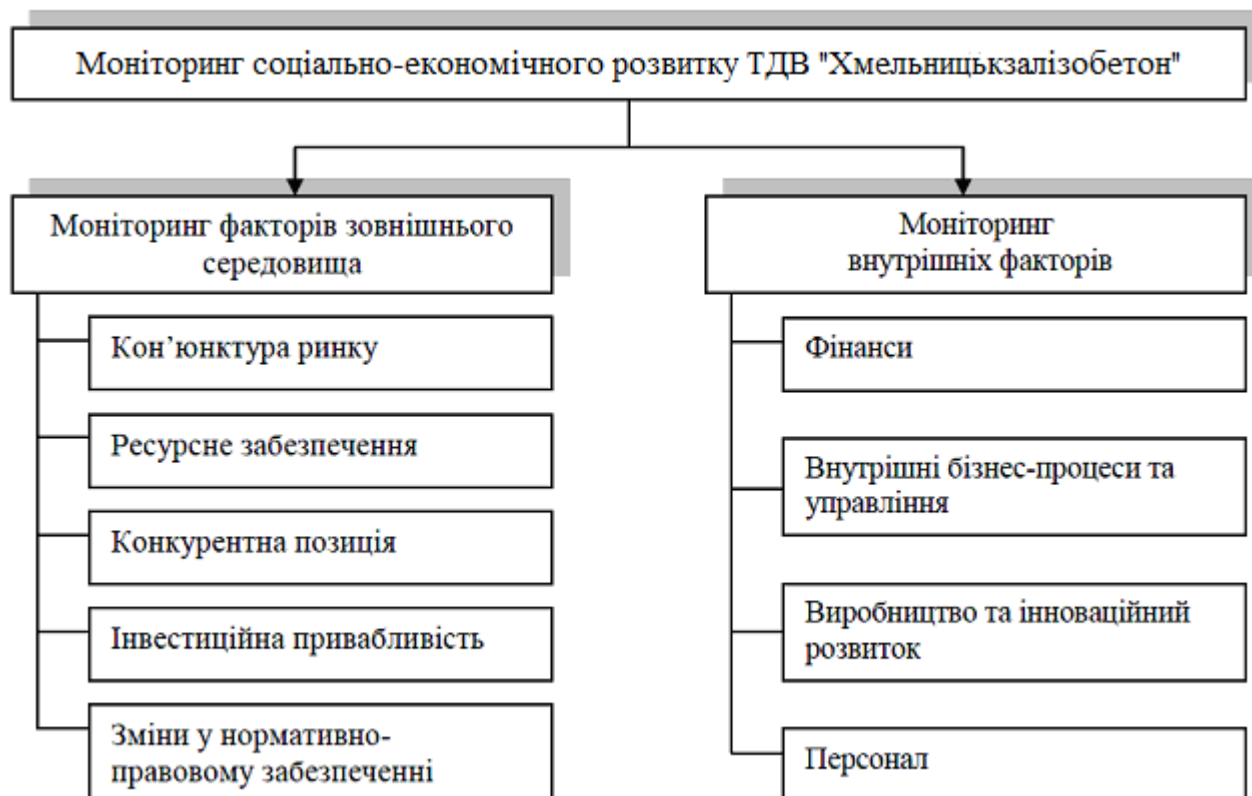 Моніторинг соціально-економічного розвитку ТДВ "Хмельницькзалізобетон"
Моніторинг факторів зовнішнього
середовища
Кон’юнктура ринку
Ресурсне забезпечення
Конкурентна позиція
Інвестиційна привабливість
Зміни у нормативно-
правовому забезпеченні
Моніторинг
внутрішніх факторів
Фінанси
Внутрішні бізнес-процеси та
управління
Виробництво та інноваційний
розвиток
Персонал